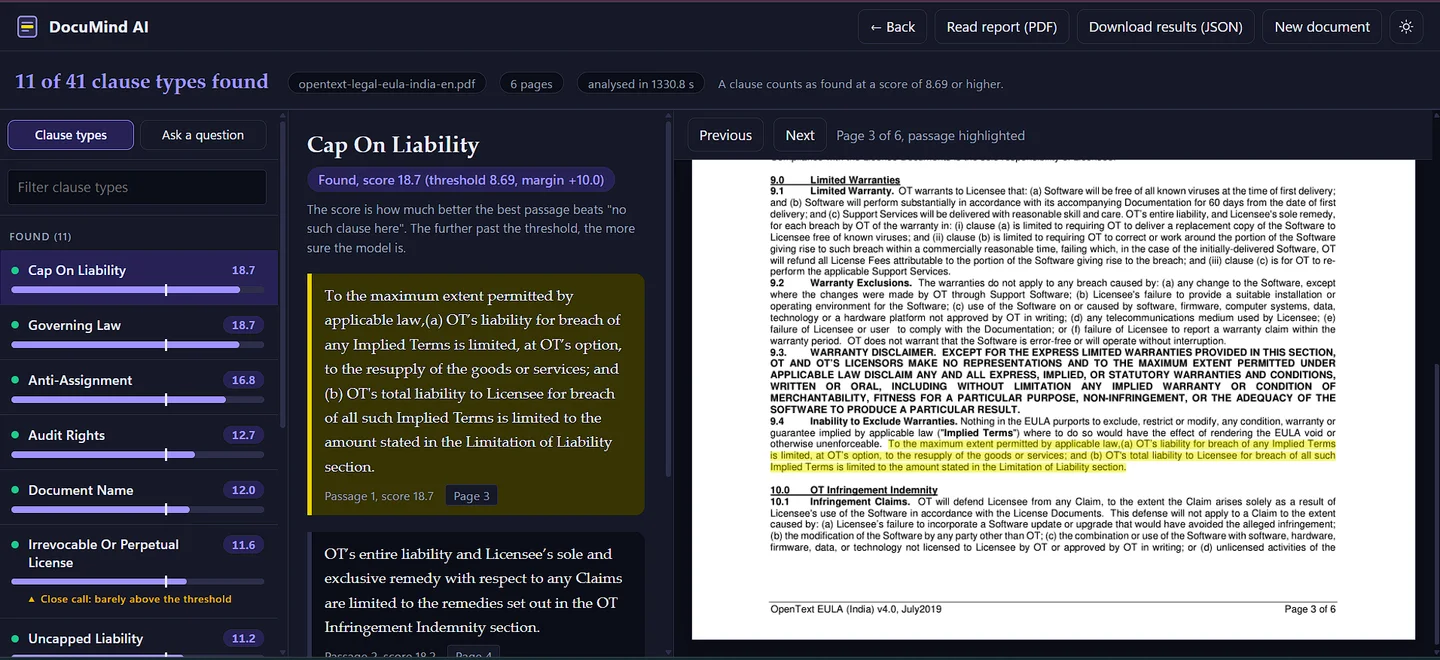 DocuMind AI
← Back
Read report (PDF)
Download results (JSON)
New document
11 of 41 clause types found
opentext-legal-eula-india-en.pdf
6 pages
analysed in 1330.8 s
A clause counts as found at a score of 8.69 or higher.
Clause types
Ask a question
Filter clause types
FOUND (11)
Cap On Liability
18.7
Governing Law
18.7
Anti-Assignment
16.8
Audit Rights
12.7
Document Name
12.0
Irrevocable Or Perpetual
License
11.6
▲ Close call: barely above the threshold
Uncapped Liability
11.2
Cap On Liability
Found, score 18.7 (threshold 8.69, margin +10.0)
The score is how much better the best passage beats "no
such clause here". The further past the threshold, the more
sure the model is.
To the maximum extent permitted by
applicable law,(a) OT's liability for breach of
any Implied Terms is limited, at OT's option,
to the resupply of the goods or services; and
(b) OT's total liability to Licensee for breach
of all such Implied Terms is limited to the
amount stated in the Limitation of Liability
section.
Passage 1, score 18.7
Page 3
OT's entire liability and Licensee's sole and
exclusive remedy with respect to any Claims
are limited to the remedies set out in the OT
Infringement Indemnity section.
Passage 2, score 18.2
Page 4
Previous
Next
Page 3 of 6, passage highlighted
9.0 Limited Warranties
9.1 Limited Warranty. OT warrants to Licensee that: (a) Software will be free of all known viruses at the time of first delivery;
and (b) Software will perform substantially in accordance with its accompanying Documentation for 60 days from the date of first
delivery; and (c) Support Services will be delivered with reasonable skill and care. OT's entire liability, and Licensee's sole remedy,
for each breach by OT of the warranty in: (i) clause (a) is limited to requiring OT to deliver a replacement copy of the Software to
Licensee free of known viruses; and (ii) clause (b) is limited to requiring OT to correct or work around the portion of the Software
giving rise to such breach within a commercially reasonable time, failing which, in the case of the initially-delivered Software, OT
will refund all License Fees attributable to the portion of the Software giving rise to the breach; and (iii) clause (c) is for OT to re-
perform the applicable Support Services.
9.2 Warranty Exclusions. The warranties do not apply to any breach caused by: (a) any change to the Software, except
where the changes were made by OT through Support Software; (b) Licensee's failure to provide a suitable installation or
operating environment for the Software; (c) use of the Software on or caused by software, firmware, computer systems, data,
technology or a hardware platform not approved by OT in writing; (d) any telecommunications medium used by Licensee; (e)
failure of Licensee or user to comply with the Documentation; or (f) failure of Licensee to report a warranty claim within the
warranty period. OT does not warrant that the Software is error-free or will operate without interruption.
9.3. WARRANTY DISCLAIMER. EXCEPT FOR THE EXPRESS LIMITED WARRANTIES PROVIDED IN THIS SECTION,
OT AND OT'S LICENSORS MAKE NO REPRESENTATIONS AND TO THE MAXIMUM EXTENT PERMITTED UNDER
APPLICABLE LAW DISCLAIM ANY AND ALL EXPRESS, IMPLIED, OR STATUTORY WARRANTIES AND CONDITIONS,
WRITTEN OR ORAL, INCLUDING WITHOUT LIMITATION ANY IMPLIED WARRANTY OR CONDITION OF
MERCHANTABILITY, FITNESS FOR A PARTICULAR PURPOSE, NON-INFRINGEMENT, OR THE ADEQUACY OF THE
SOFTWARE TO PRODUCE A PARTICULAR RESULT.
9.4 Inability to Exclude Warranties. Nothing in the EULA purports to exclude, restrict or modify, any condition, warranty or
guarantee implied by applicable law ("Implied Terms") where to do so would have the effect of rendering the EULA void or
otherwise unenforceable. To the maximum extent permitted by applicable law,(a) OT's liability for breach of any Implied Terms
is limited, at OT's option, to the resupply of the goods or services; and (b) OT's total liability to Licensee for breach of all such
Implied Terms is limited to the amount stated in the Limitation of Liability section.
10.0 OT Infringement Indemnity
10.1 Infringement Claims. OT will defend Licensee from any Claim, to the extent the Claim arises solely as a result of
Licensee's use of the Software in accordance with the License Documents. This defense will not apply to a Claim to the extent
caused by: (a) Licensee's failure to incorporate a Software update or upgrade that would have avoided the alleged infringement;
(b) the modification of the Software by any party other than OT; (c) the combination or use of the Software with software, hardware,
firmware, data, or technology not licensed to Licensee by OT or approved by OT in writing; or (d) unlicensed activities of the
OpenText EULA (India) v4.0, July2019
Page 3 of 6